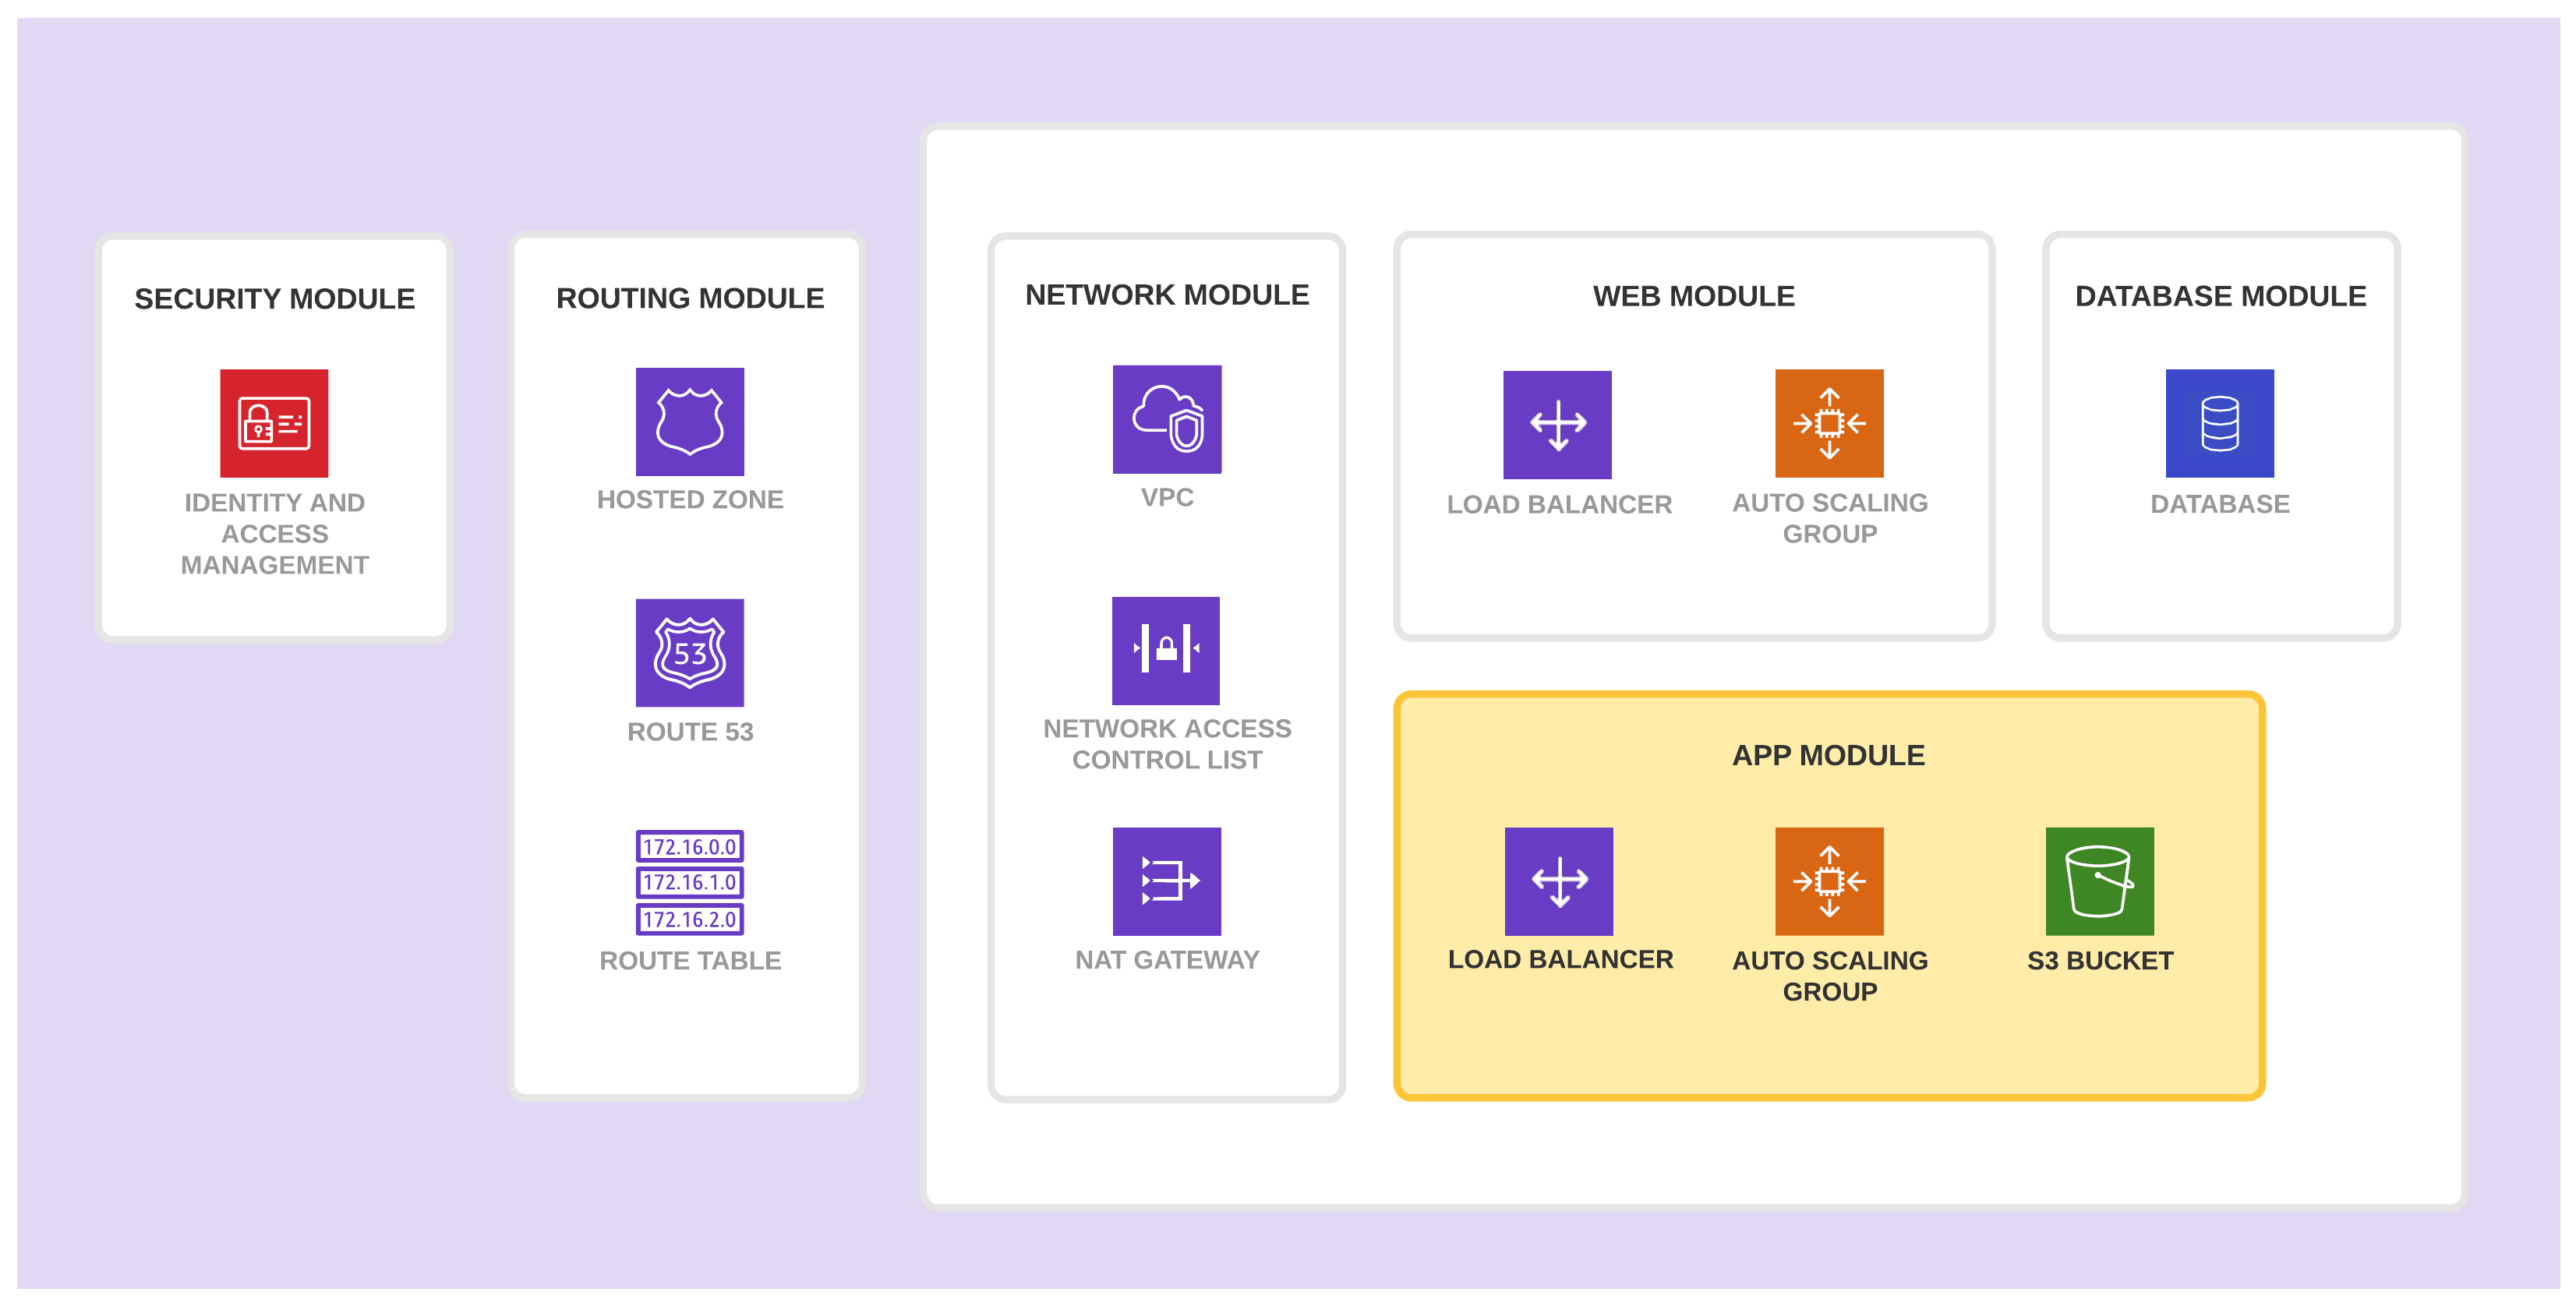 SECURITY MODULE
IDENTITY AND
ACCESS
MANAGEMENT
ROUTING MODULE
HOSTED ZONE
53
ROUTE 53
172.16.0.0
172.16.1.0
172.16.2.0
ROUTE TABLE
NETWORK MODULE
VPC
NETWORK ACCESS
CONTROL LIST
NAT GATEWAY
WEB MODULE
LOAD BALANCER
AUTO SCALING
GROUP
DATABASE MODULE
DATABASE
APP MODULE
LOAD BALANCER
AUTO SCALING
GROUP
S3 BUCKET